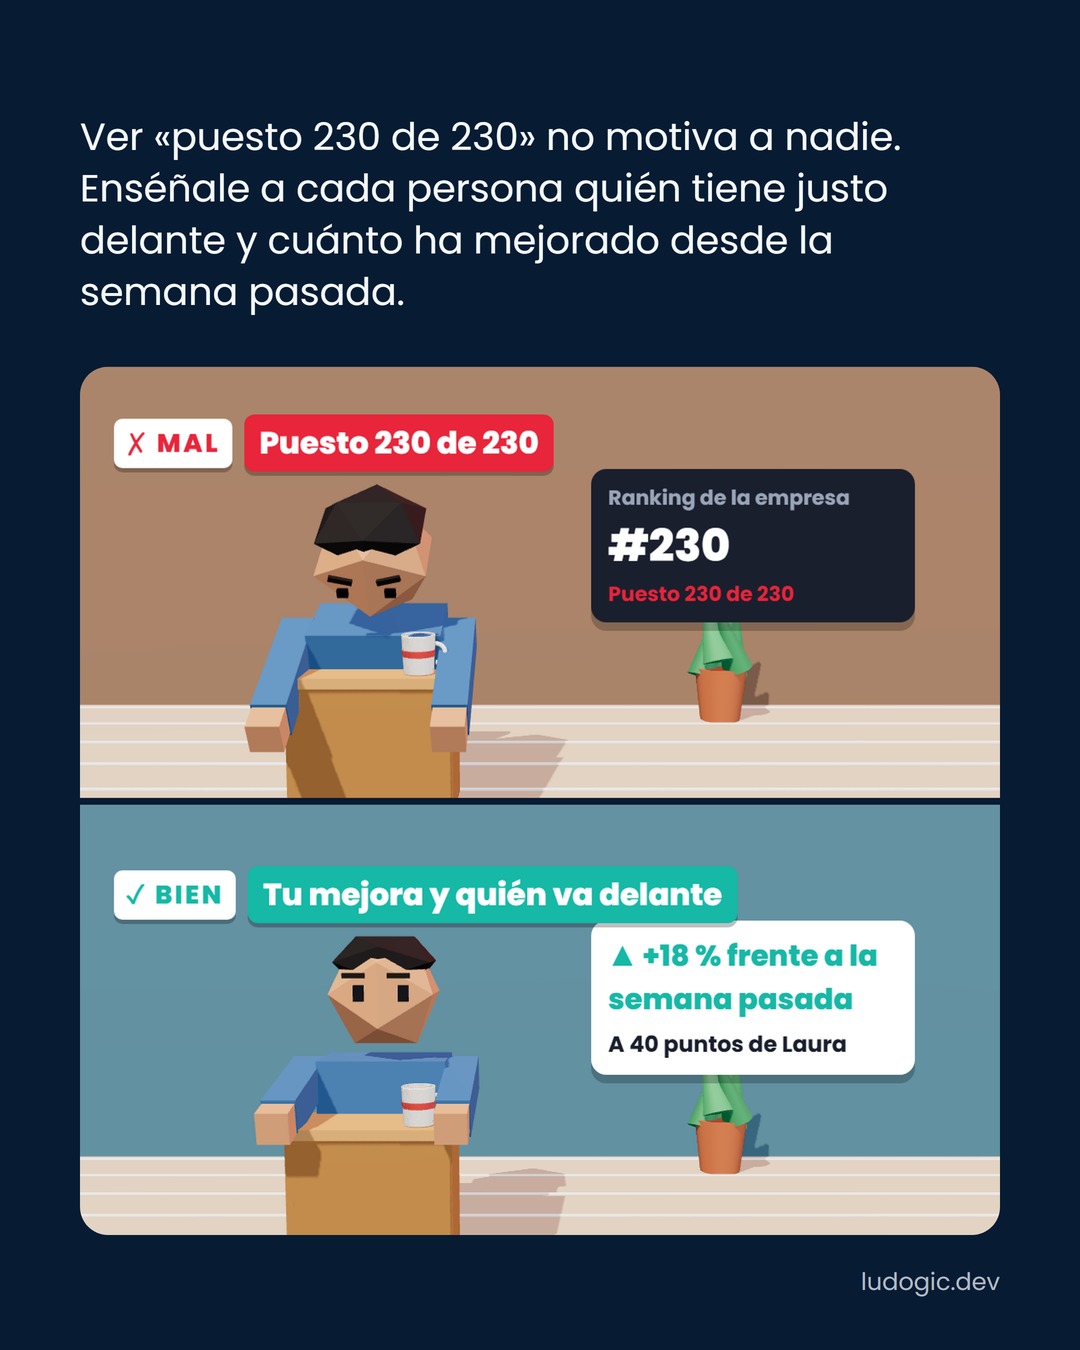 Ver «puesto 230 de 230» no motiva a nadie.
Enséñale a cada persona quién tiene justo
delante y cuánto ha mejorado desde la
semana pasada.
✗ MAL
Puesto 230 de 230
Ranking de la empresa
#230
Puesto 230 de 230
✓ BIEN
Tu mejora y quién va delante
▲ +18 % frente a la
semana pasada
A 40 puntos de Laura
ludogic.dev